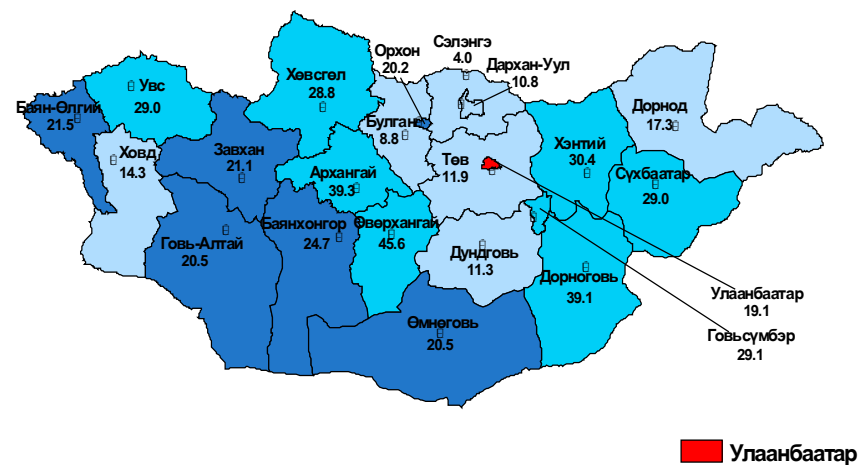 Сэлэнгэ
4.0
Орхон
20.2
Дархан-Уул
10.8
Хөвсгөл
28.8
Увс
29.0
Баян-Өлгий
21.5
Дорнод
17.3
Булган
8.8
Ховд
14.3
Завхан
21.1
Төв
11.9
Хэнтий
30.4
Архангай
39.3
Сүхбаатар
29.0
Баянхонгор
24.7
Өвөрхангай
45.6
Говь-Алтай
20.5
Дундговь
11.3
Дорноговь
39.1
Улаанбаатар
19.1
Өмнөговь
20.5
Говьсүмбэр
29.1
Улаанбаатар